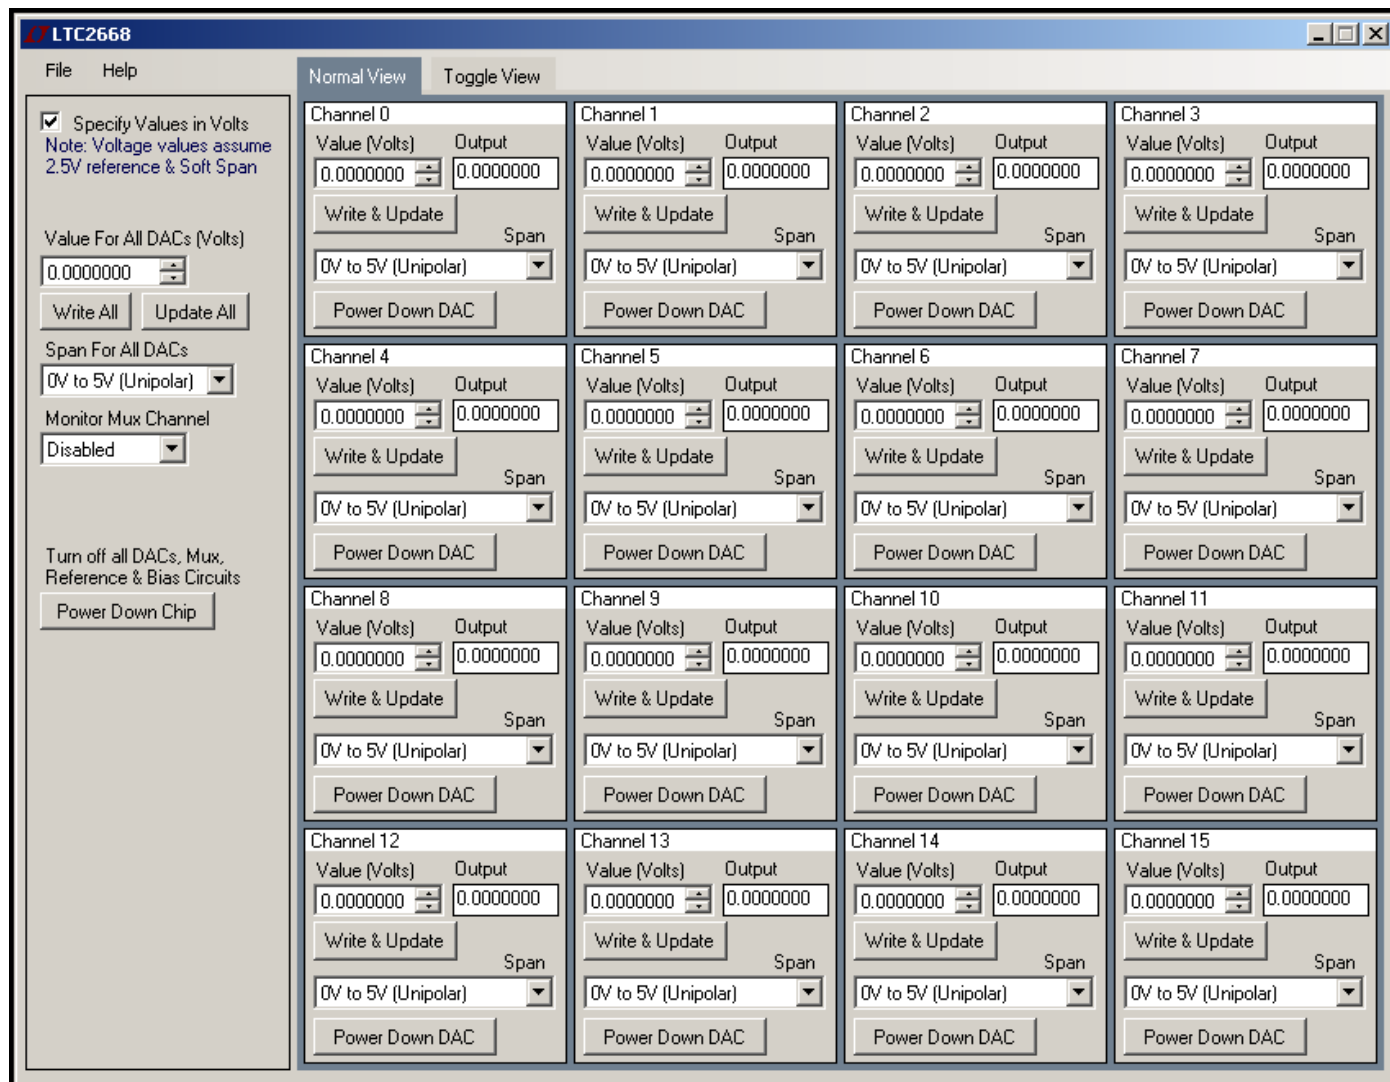 LTC2668
File Help
Normal View Toggle View
Specify Values in Volts
Note: Voltage values assume
2.5V reference & Soft Span
Value For All DACs (Volts)
0.0000000
Write All Update All
Span For All DACs
0V to 5V (Unipolar)
Monitor Mux Channel
Disabled
Turn off all DACs, Mux,
Reference & Bias Circuits
Power Down Chip
Channel 0
Value (Volts) Output
0.0000000 0.0000000
Write & Update
Span
0V to 5V (Unipolar)
Power Down DAC
Channel 1
Value (Volts) Output
0.0000000 0.0000000
Write & Update
Span
0V to 5V (Unipolar)
Power Down DAC
Channel 2
Value (Volts) Output
0.0000000 0.0000000
Write & Update
Span
0V to 5V (Unipolar)
Power Down DAC
Channel 3
Value (Volts) Output
0.0000000 0.0000000
Write & Update
Span
0V to 5V (Unipolar)
Power Down DAC
Channel 4
Value (Volts) Output
0.0000000 0.0000000
Write & Update
Span
0V to 5V (Unipolar)
Power Down DAC
Channel 5
Value (Volts) Output
0.0000000 0.0000000
Write & Update
Span
0V to 5V (Unipolar)
Power Down DAC
Channel 6
Value (Volts) Output
0.0000000 0.0000000
Write & Update
Span
0V to 5V (Unipolar)
Power Down DAC
Channel 7
Value (Volts) Output
0.0000000 0.0000000
Write & Update
Span
0V to 5V (Unipolar)
Power Down DAC
Channel 8
Value (Volts) Output
0.0000000 0.0000000
Write & Update
Span
0V to 5V (Unipolar)
Power Down DAC
Channel 9
Value (Volts) Output
0.0000000 0.0000000
Write & Update
Span
0V to 5V (Unipolar)
Power Down DAC
Channel 10
Value (Volts) Output
0.0000000 0.0000000
Write & Update
Span
0V to 5V (Unipolar)
Power Down DAC
Channel 11
Value (Volts) Output
0.0000000 0.0000000
Write & Update
Span
0V to 5V (Unipolar)
Power Down DAC
Channel 12
Value (Volts) Output
0.0000000 0.0000000
Write & Update
Span
0V to 5V (Unipolar)
Power Down DAC
Channel 13
Value (Volts) Output
0.0000000 0.0000000
Write & Update
Span
0V to 5V (Unipolar)
Power Down DAC
Channel 14
Value (Volts) Output
0.0000000 0.0000000
Write & Update
Span
0V to 5V (Unipolar)
Power Down DAC
Channel 15
Value (Volts) Output
0.0000000 0.0000000
Write & Update
Span
0V to 5V (Unipolar)
Power Down DAC